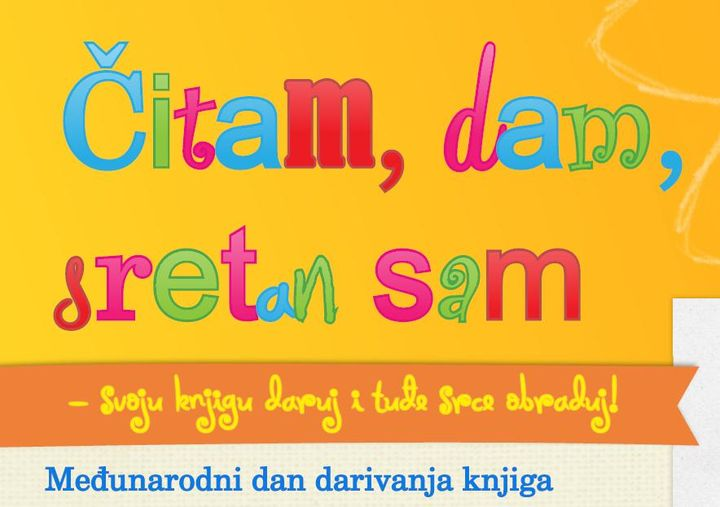 Čitam, dam,
sretan sam
– svoju knjigu daruj i tuđe srce obraduj!
Međunarodni dan darivanja knjiga